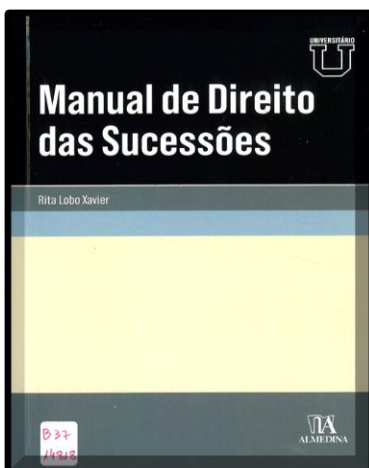 UNIVERSITÁRIO
U
Manual de Direito
das Sucessões
Rita Lobo Xavier
B37
14818
ALMEDINA